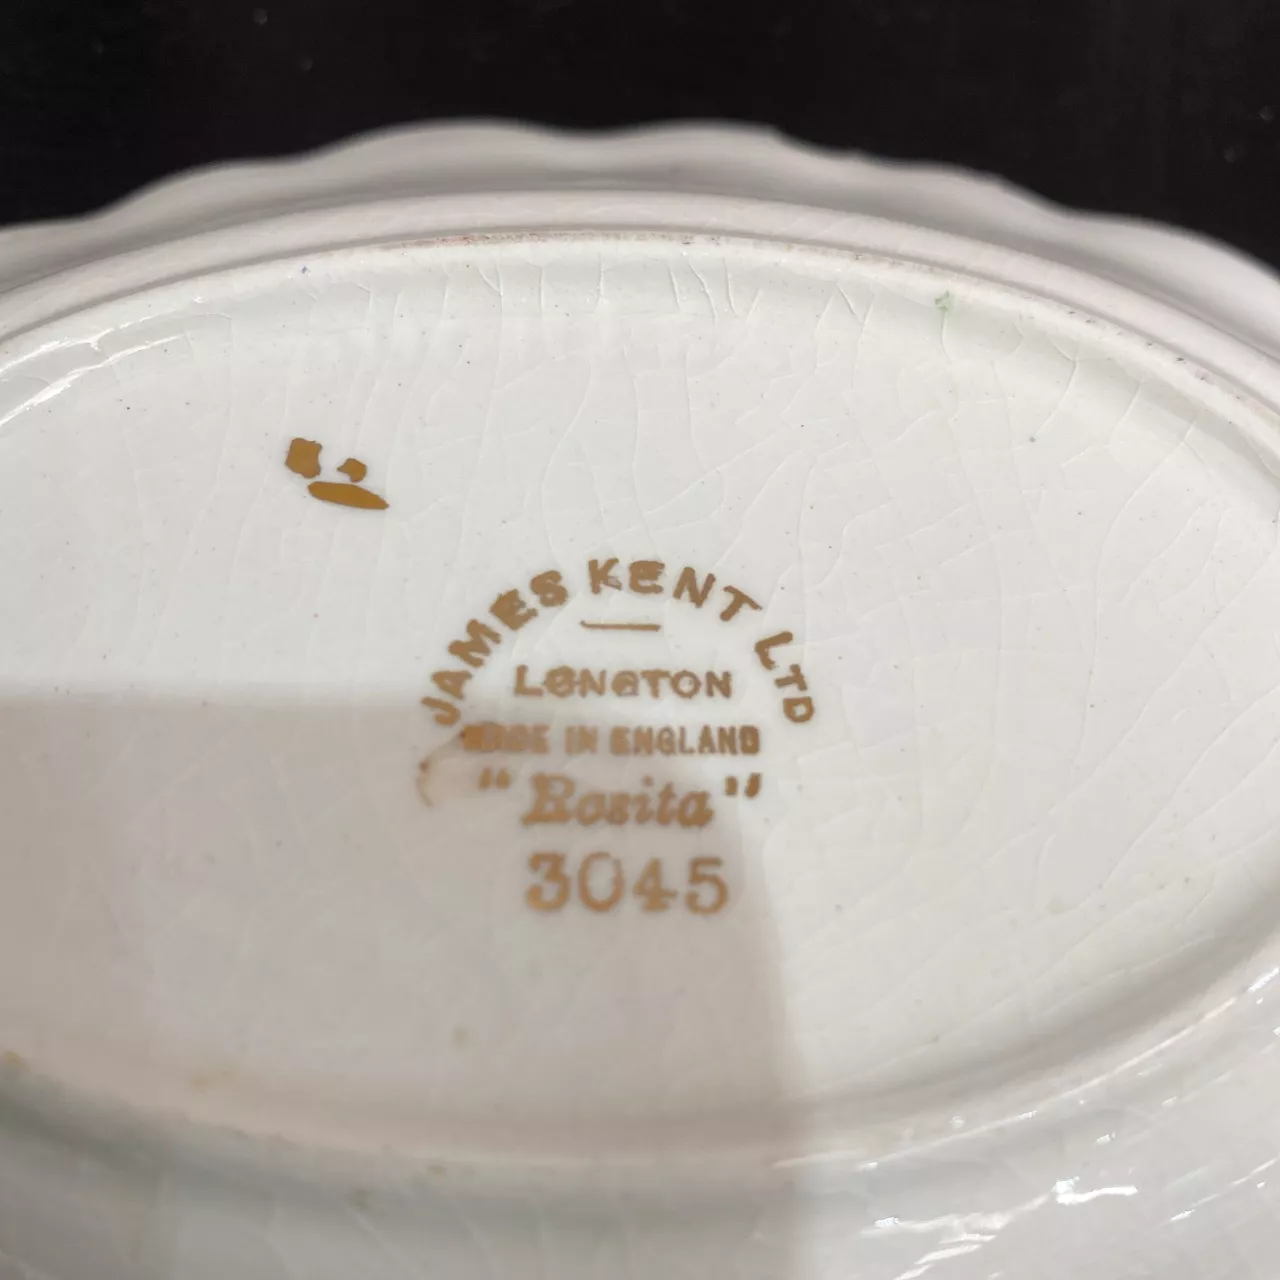 JAMES KENT LTD
LONGTON
MADE IN ENGLAND
"Rosita"
3045